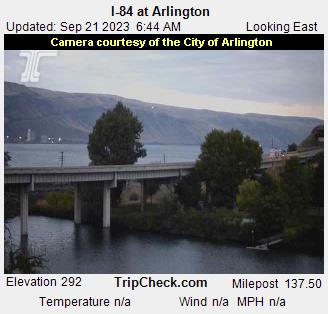 I-84 at Arlington
Updated: Sep 21 2023 6:44 AM Looking East
Camera courtesy of the City of Arlington
Elevation 292 TripCheck.com Milepost 137.50
Temperature n/a Wind n/a MPH n/a